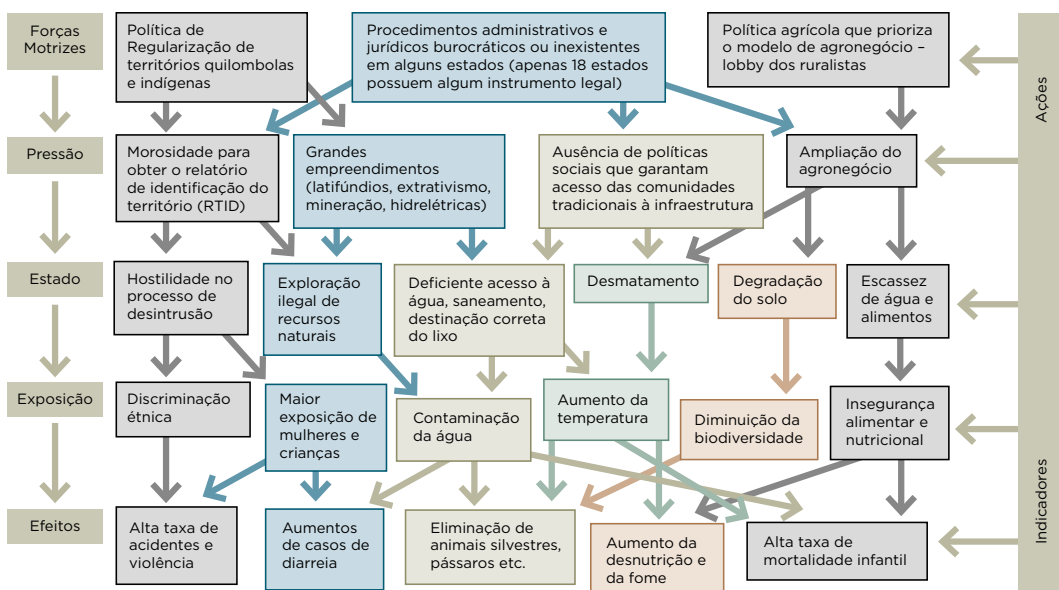 Forças
Motrizes
Política de
Regularização de
territórios quilombolas
e indígenas
Procedimentos administrativos e
jurídicos burocráticos ou inexistentes
em alguns estados (apenas 18 estados
possuem algum instrumento legal)
Política agrícola que prioriza
o modelo de agronegócio –
lobby dos ruralistas
Ações
Pressão
Morosidade para
obter o relatório
de identificação do
território (RTID)
Grandes
empreendimentos
(latifúndios, extrativismo,
mineração, hidrelétricas)
Ausência de políticas
sociais que garantam
acesso das comunidades
tradicionais à infraestrutura
Ampliação do
agronegócio
Estado
Hostilidade no
processo de
desintrusão
Exploração
ilegal de
recursos
naturais
Deficiente acesso à
água, saneamento,
destinação correta
do lixo
Desmatamento
Degradação
do solo
Escassez
de água e
alimentos
Exposição
Discriminação
étnica
Maior
exposição de
mulheres e
crianças
Contaminação
da água
Aumento da
temperatura
Diminuição da
biodiversidade
Insegurança
alimentar e
nutricional
Indicadores
Efeitos
Alta taxa de
acidentes e
violência
Aumentos
de casos de
diarreia
Eliminação de
animais silvestres,
pássaros etc.
Aumento da
desnutrição e
da fome
Alta taxa de
mortalidade infantil